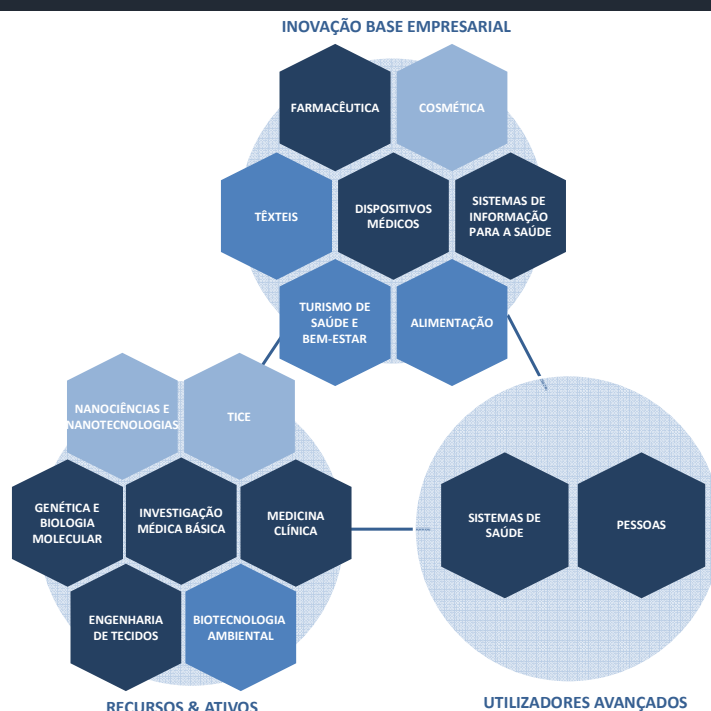 INOVAÇÃO BASE EMPRESARIAL
FARMACÊUTICA
COSMÉTICA
TÊXTEIS
DISPOSITIVOS
MÉDICOS
SISTEMAS DE
INFORMAÇÃO
PARA A SAÚDE
TURISMO DE
SAÚDE E
BEM-ESTAR
ALIMENTAÇÃO
NANOCIÊNCIAS E
NANOTECNOLOGIAS
TICE
GENÉTICA E
BIOLOGIA
MOLECULAR
INVESTIGAÇÃO
MÉDICA BÁSICA
MEDICINA
CLÍNICA
SISTEMAS DE
SAÚDE
PESSOAS
ENGENHARIA
DE TECIDOS
BIOTECNOLOGIA
AMBIENTAL
RECURSOS & ATIVOS
UTILIZADORES AVANÇADOS